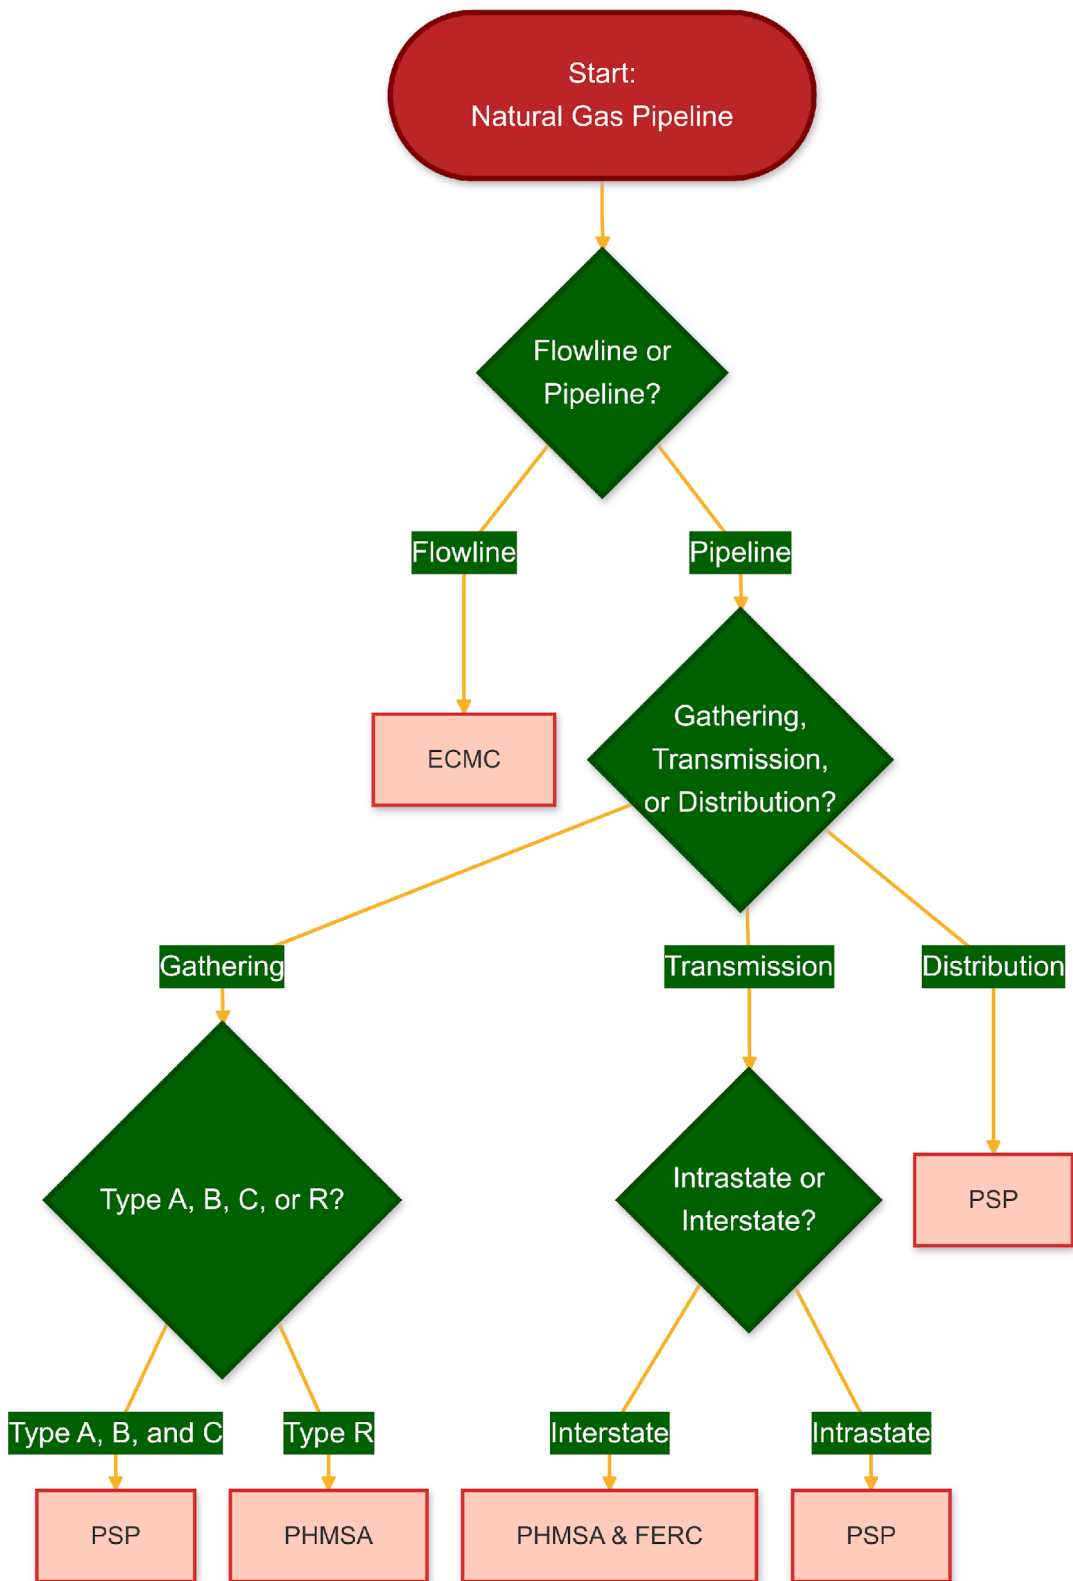 Start:
Natural Gas Pipeline
Flowline or
Pipeline?
Flowline
Pipeline
ECMC
Gathering,
Transmission,
or Distribution?
Gathering
Transmission
Distribution
Type A, B, C, or R?
Intrastate or
Interstate?
PSP
Type A, B, and C
Type R
Interstate
Intrastate
PSP
PHMSA
PHMSA & FERC
PSP